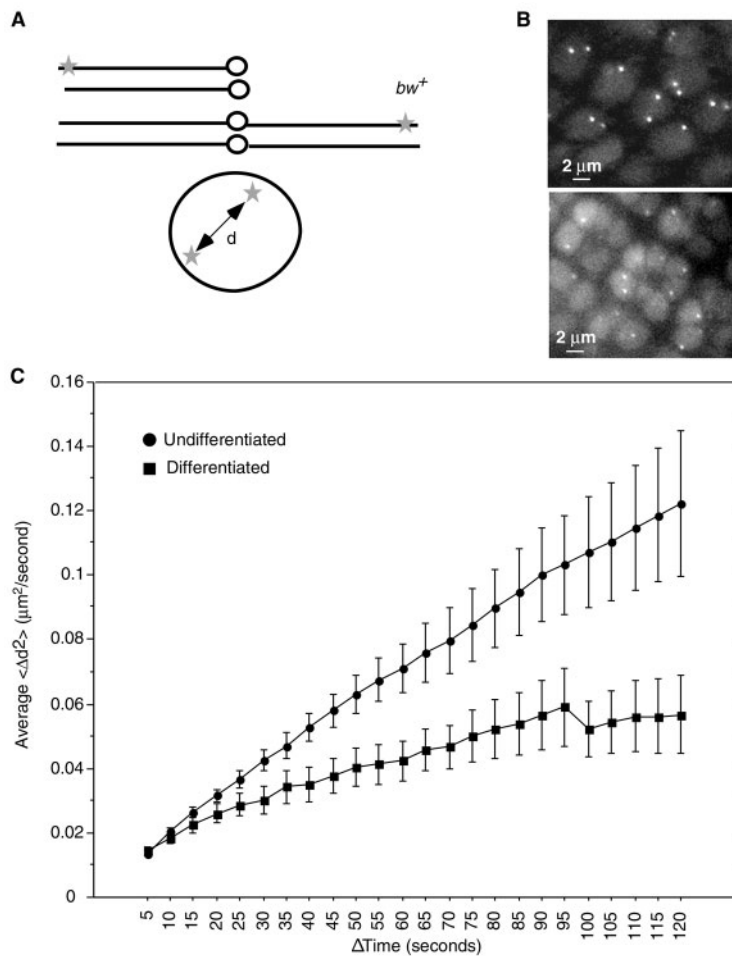 A
bw⁺
d
B
2 μm
2 μm
C
0.16
0.14
0.12
0.1
0.08
0.06
0.04
0.02
0
Average <Δd²> (μm²/second)
Undifferentiated
Differentiated
5 10 15 20 25 30 35 40 45 50 55 60 65 70 75 80 85 90 95 100 105 110 115 120
ΔTime (seconds)